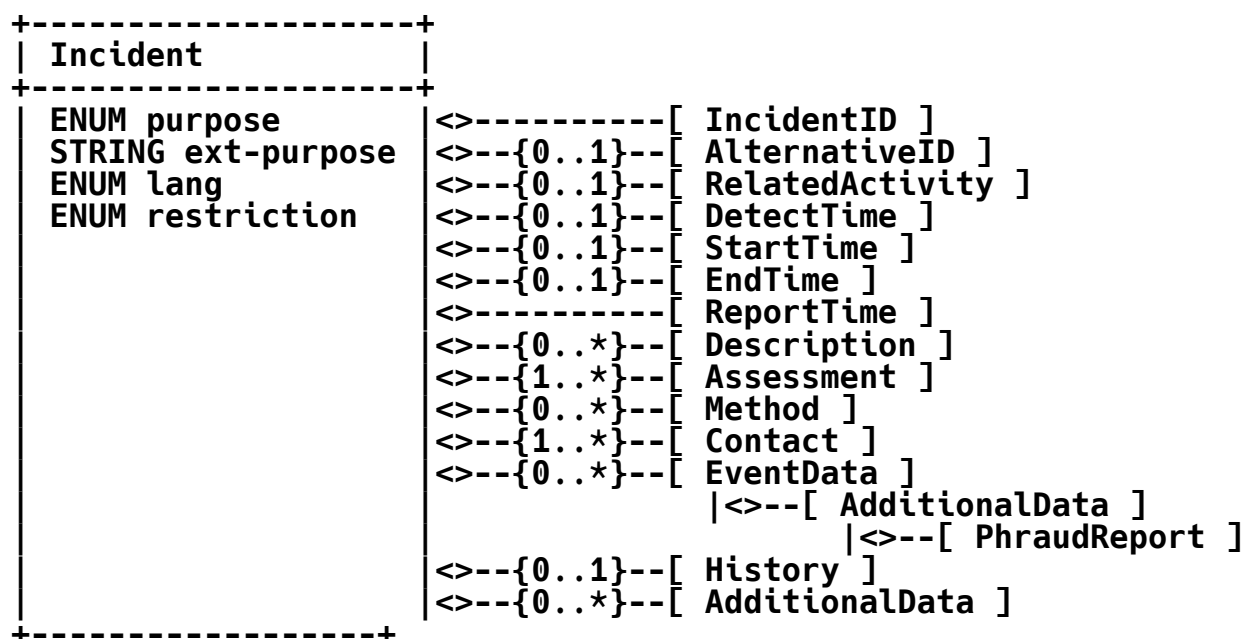 +--------------------+
| Incident           |
+--------------------+
| ENUM purpose       |<>----------[ IncidentID ]
| STRING ext-purpose |<>--{0..1}--[ AlternativeID ]
| ENUM lang          |<>--{0..1}--[ RelatedActivity ]
| ENUM restriction   |<>--{0..1}--[ DetectTime ]
|                    |<>--{0..1}--[ StartTime ]
|                    |<>--{0..1}--[ EndTime ]
|                    |<>----------[ ReportTime ]
|                    |<>--{0..*}--[ Description ]
|                    |<>--{1..*}--[ Assessment ]
|                    |<>--{0..*}--[ Method ]
|                    |<>--{1..*}--[ Contact ]
|                    |<>--{0..*}--[ EventData ]
|                    |              |<>--[ AdditionalData ]
|                    |                     |<>--[ PhraudReport ]
|                    |<>--{0..1}--[ History ]
|                    |<>--{0..*}--[ AdditionalData ]
+------------------+